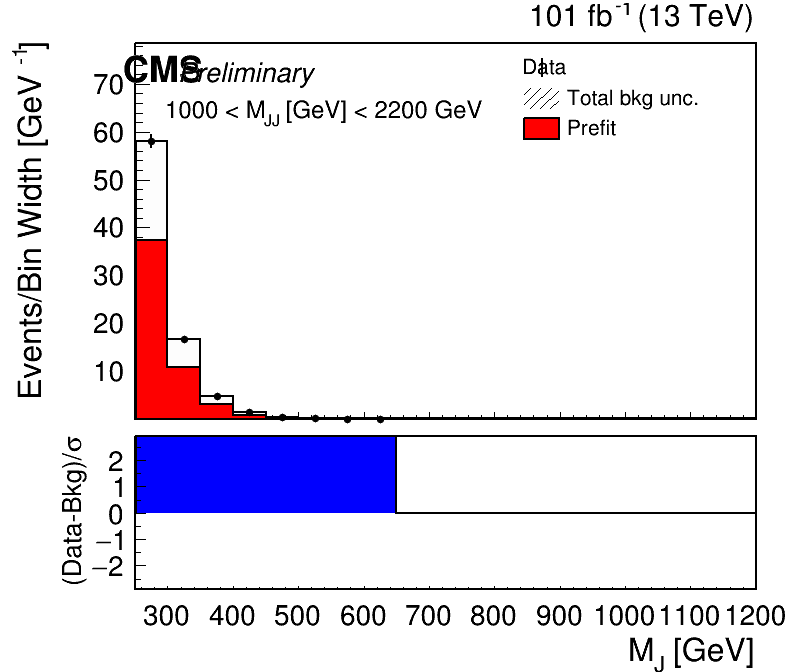 101 fb⁻¹ (13 TeV)
CMS Preliminary
1000 < M_JJ [GeV] < 2200 GeV
Data
Total bkg unc.
Prefit
Events/Bin Width [GeV⁻¹]
70
60
50
40
30
20
10
(Data-Bkg)/σ
2
1
0
−1
−2
300 400 500 600 700 800 900 1000 1100 1200
M_J [GeV]